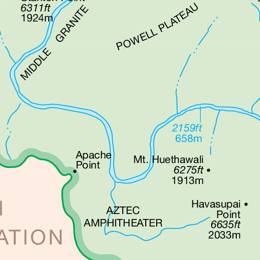 6311ft
1924m
MIDDLE GRANITE
POWELL PLATEAU
2159ft
658m
Apache
Point
Mt. Huethawali
6275ft
1913m
AZTEC
AMPHITHEATER
Havasupai
Point
6635ft
2033m
ATION